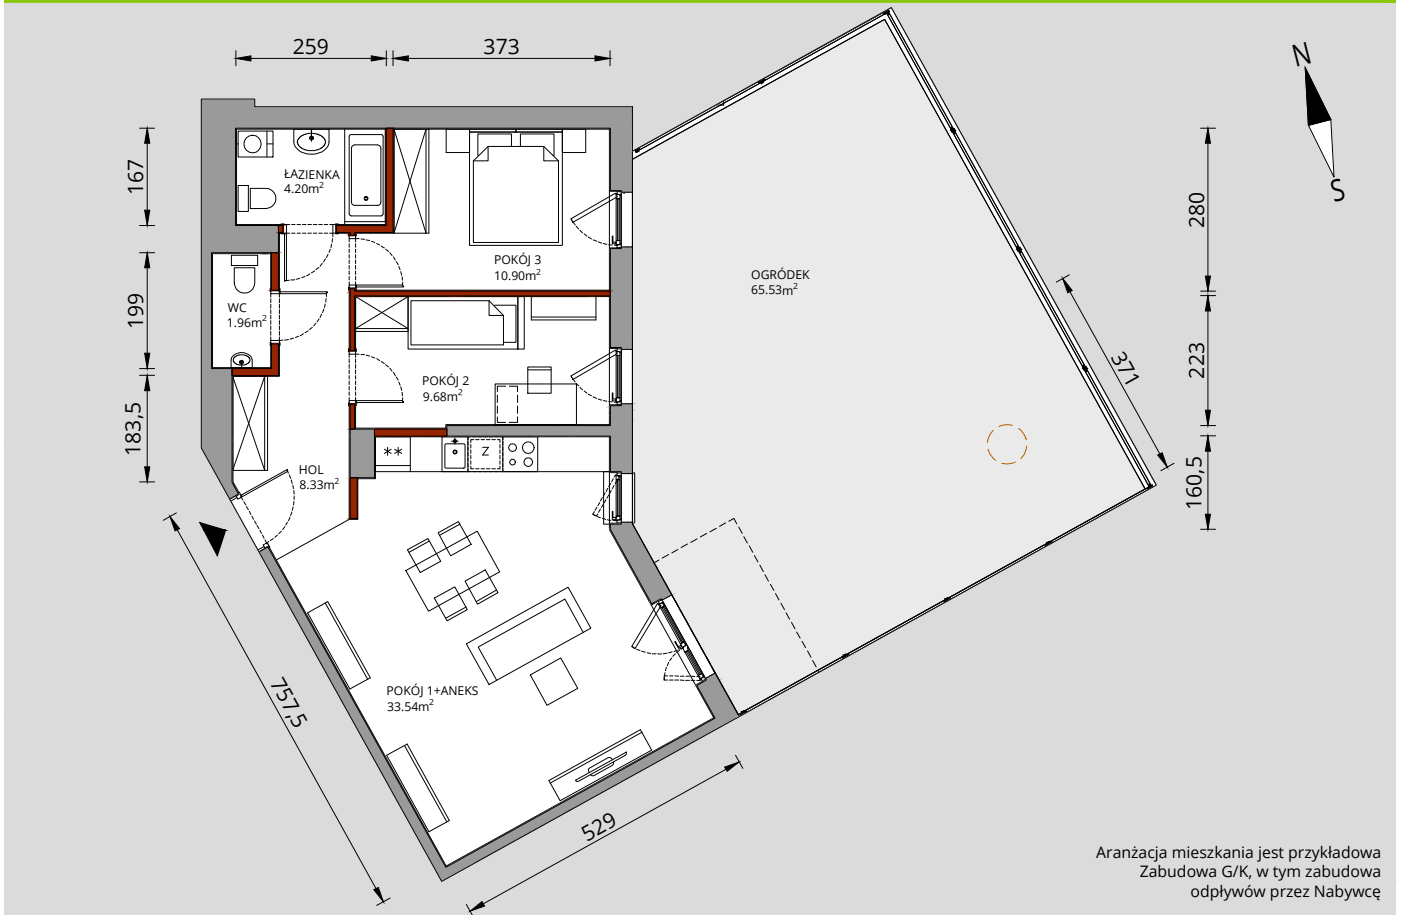 259
373
N
S
167
199
183,5
ŁAZIENKA
4.20m²
POKÓJ 3
10.90m²
WC
1.96m²
POKÓJ 2
9.68m²
**
Z
HOL
8.33m²
POKÓJ 1+ANEKS
33.54m²
OGRÓDEK
65.53m²
280
223
160,5
371
757,5
529
Aranżacja mieszkania jest przykładowa
Zabudowa G/K, w tym zabudowa
odpływów przez Nabywcę